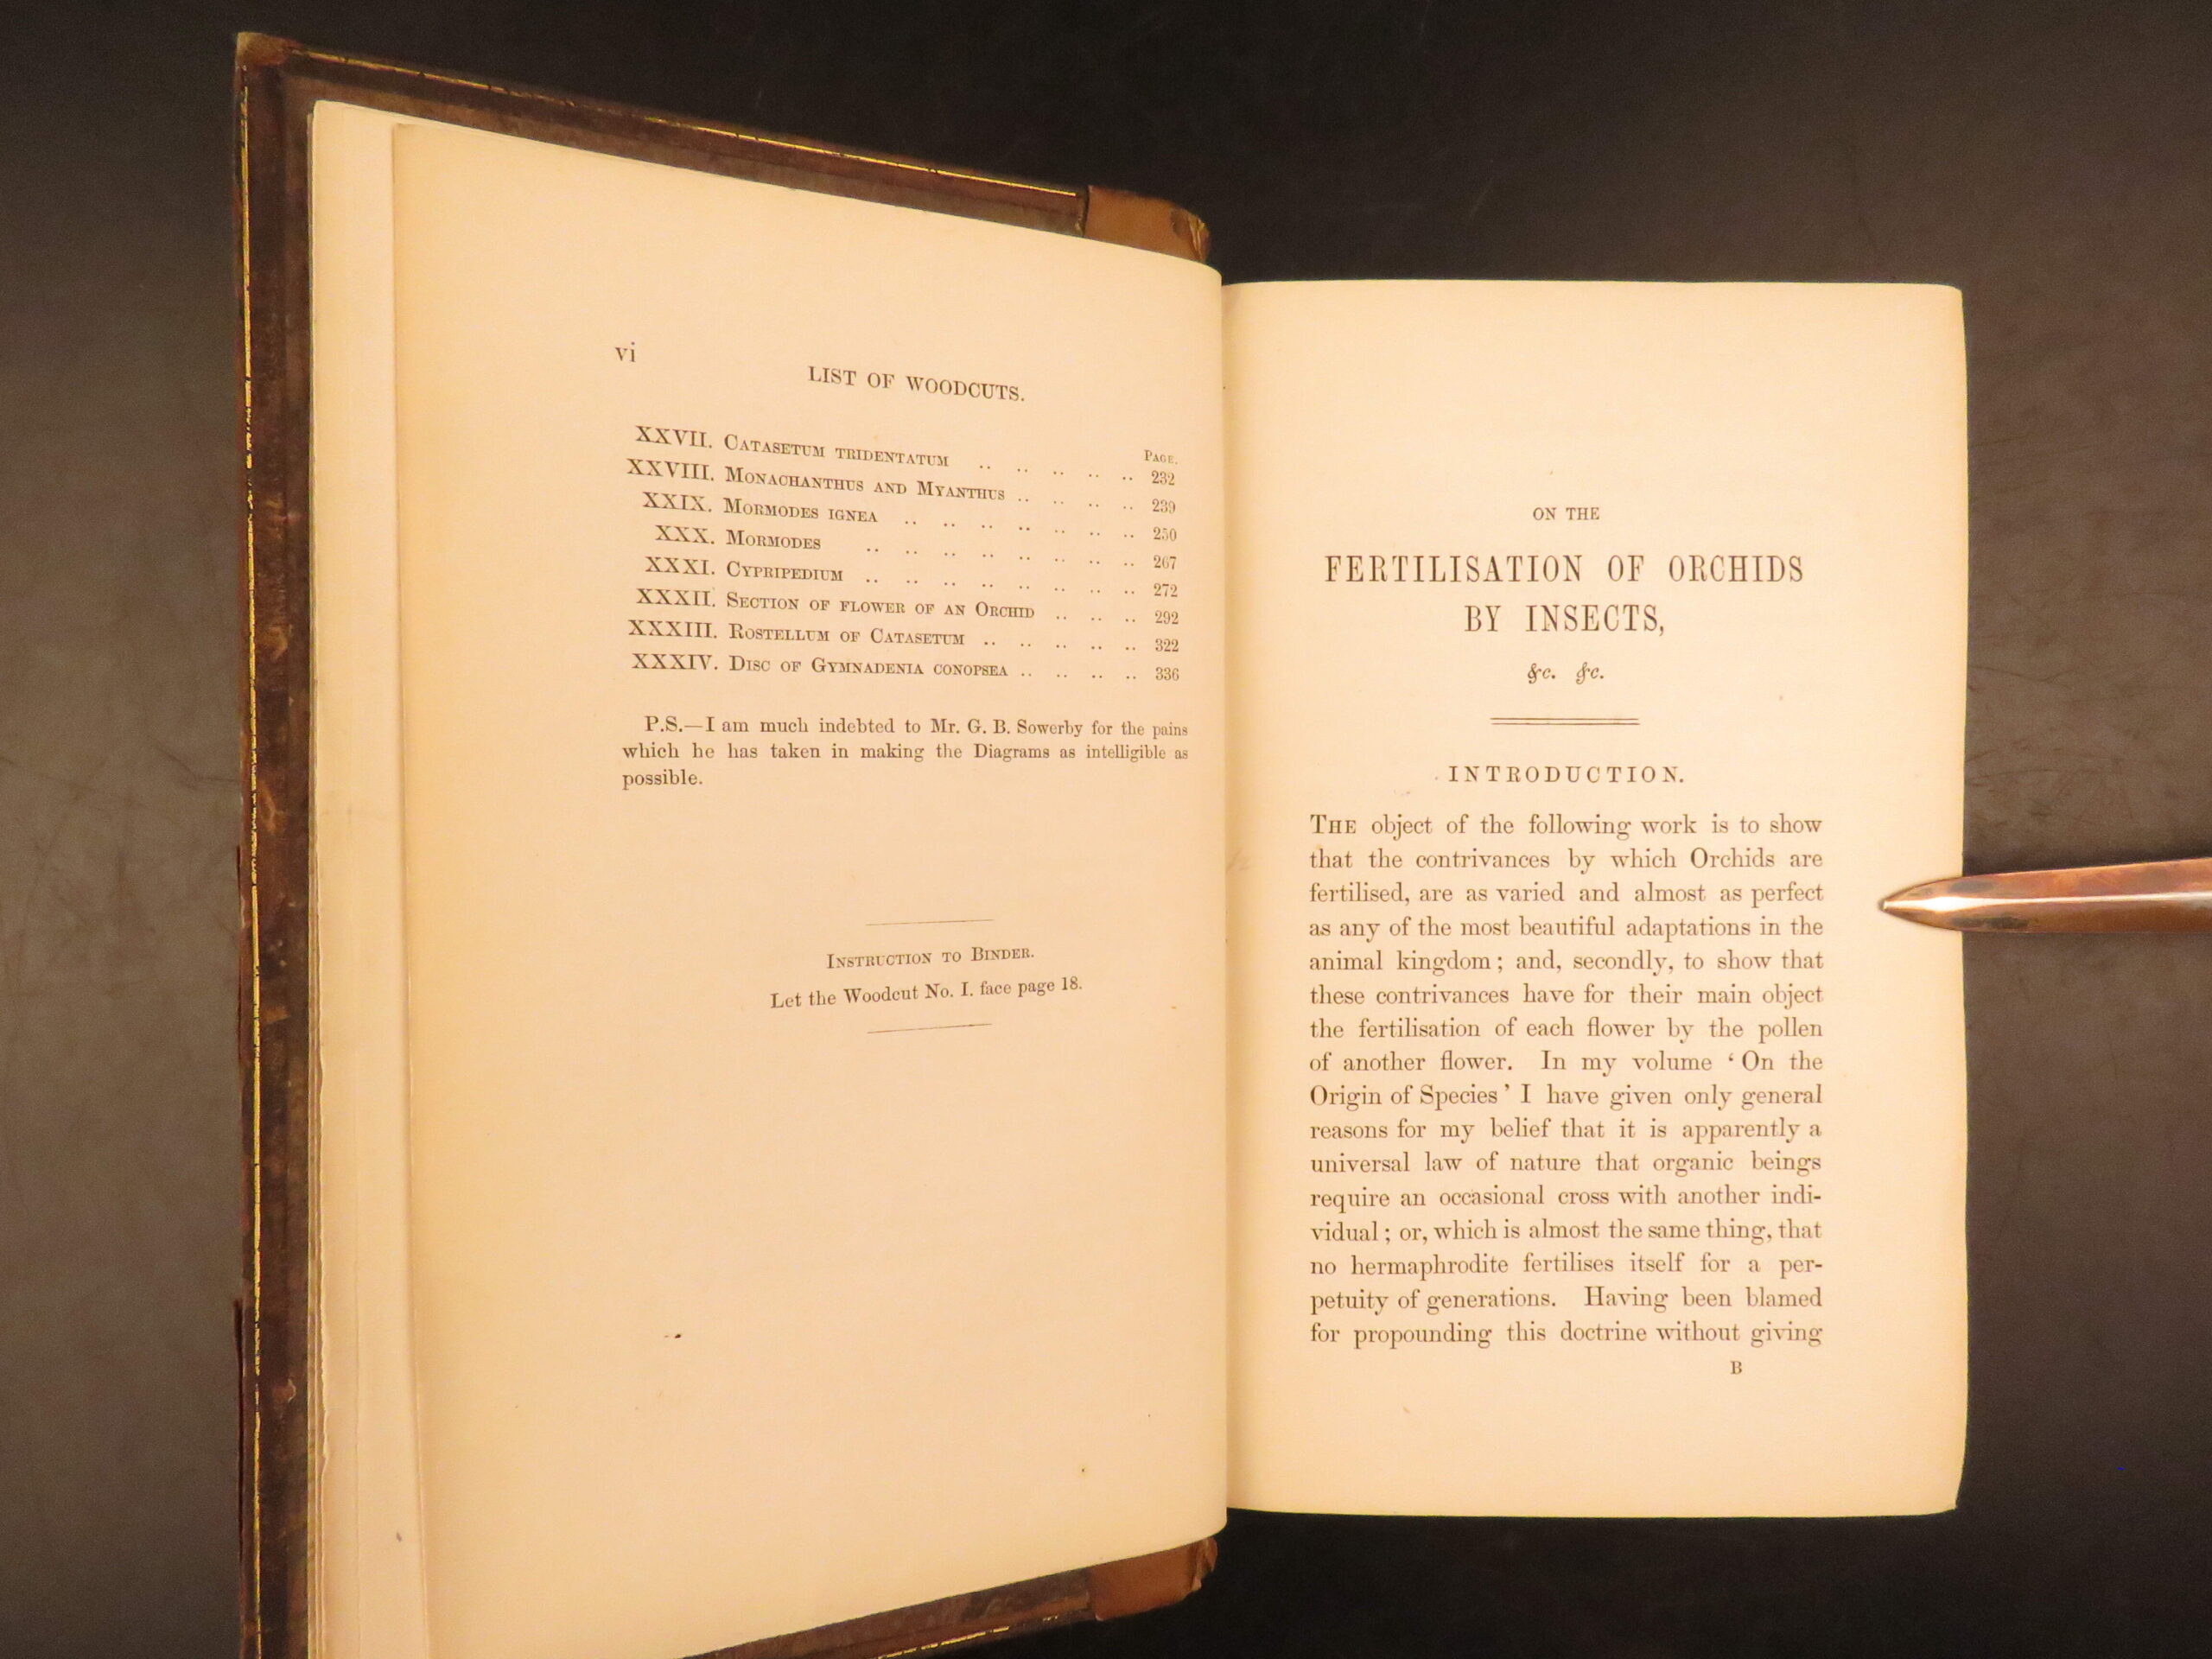 vi
LIST OF WOODCUTS.
PAGE.
XXVII. CATASETUM TRIDENTATUM .. .. .. .. .. 232
XXVIII. MONACHANTHUS AND MYANTHUS .. .. .. .. 239
XXIX. MORMODES IGNEA .. .. .. .. .. .. .. 250
XXX. MORMODES .. .. .. .. .. .. .. .. 267
XXXI. CYPRIPEDIUM .. .. .. .. .. .. .. .. 272
XXXII. SECTION OF FLOWER OF AN ORCHID .. .. .. 292
XXXIII. ROSTELLUM OF CATASETUM .. .. .. .. .. 322
XXXIV. DISC OF GYMNADENIA CONOPSEA .. .. .. .. 336
P.S.—I am much indebted to Mr. G. B. Sowerby for the pains
which he has taken in making the Diagrams as intelligible as
possible.
INSTRUCTION TO BINDER.
Let the Woodcut No. I. face page 18.
ON THE
FERTILISATION OF ORCHIDS
BY INSECTS,
&c. &c.
INTRODUCTION.
THE object of the following work is to show
that the contrivances by which Orchids are
fertilised, are as varied and almost as perfect
as any of the most beautiful adaptations in the
animal kingdom; and, secondly, to show that
these contrivances have for their main object
the fertilisation of each flower by the pollen
of another flower. In my volume ‘On the
Origin of Species’ I have given only general
reasons for my belief that it is apparently a
universal law of nature that organic beings
require an occasional cross with another indi-
vidual; or, which is almost the same thing, that
no hermaphrodite fertilises itself for a per-
petuity of generations. Having been blamed
for propounding this doctrine without giving
B